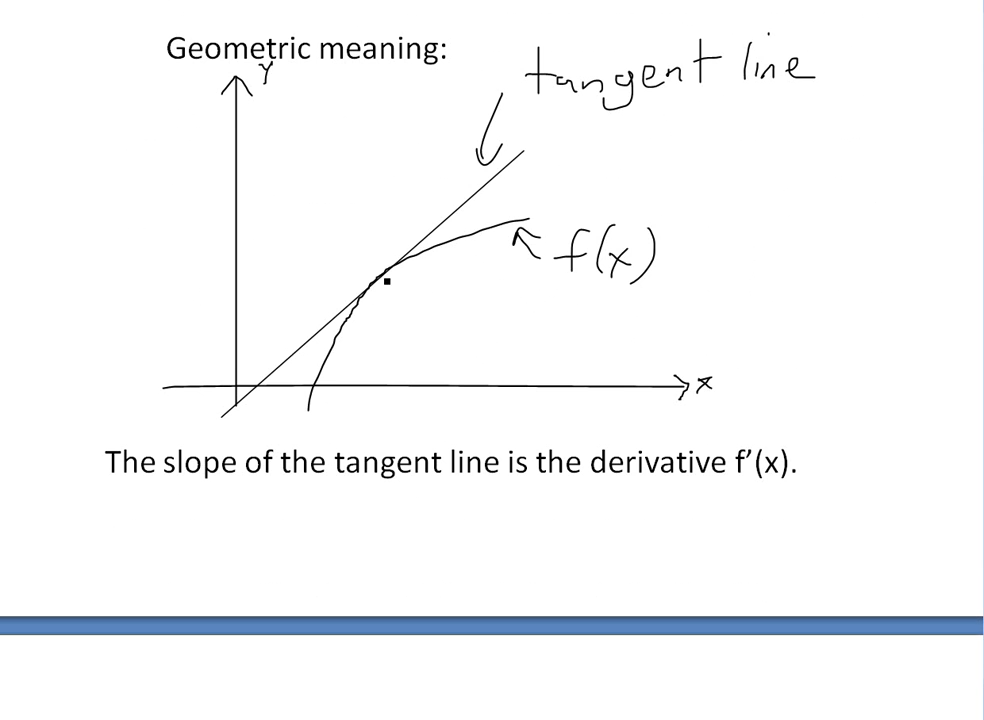 Geometric meaning:
Y
tangent line
f(x)
x
The slope of the tangent line is the derivative f′(x).